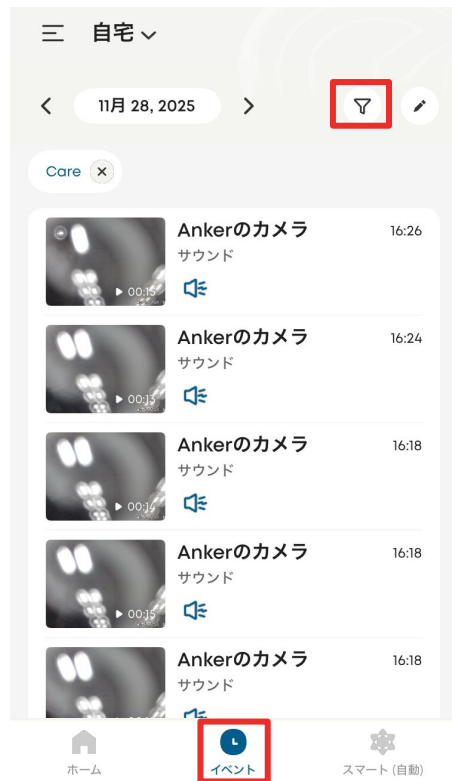 自宅
11月 28, 2025
Care
Ankerのカメラ 16:26
サウンド
00:15
Ankerのカメラ 16:24
サウンド
00:13
Ankerのカメラ 16:18
サウンド
00:14
Ankerのカメラ 16:18
サウンド
00:15
Ankerのカメラ 16:18
サウンド
ホーム イベント スマート (自動)